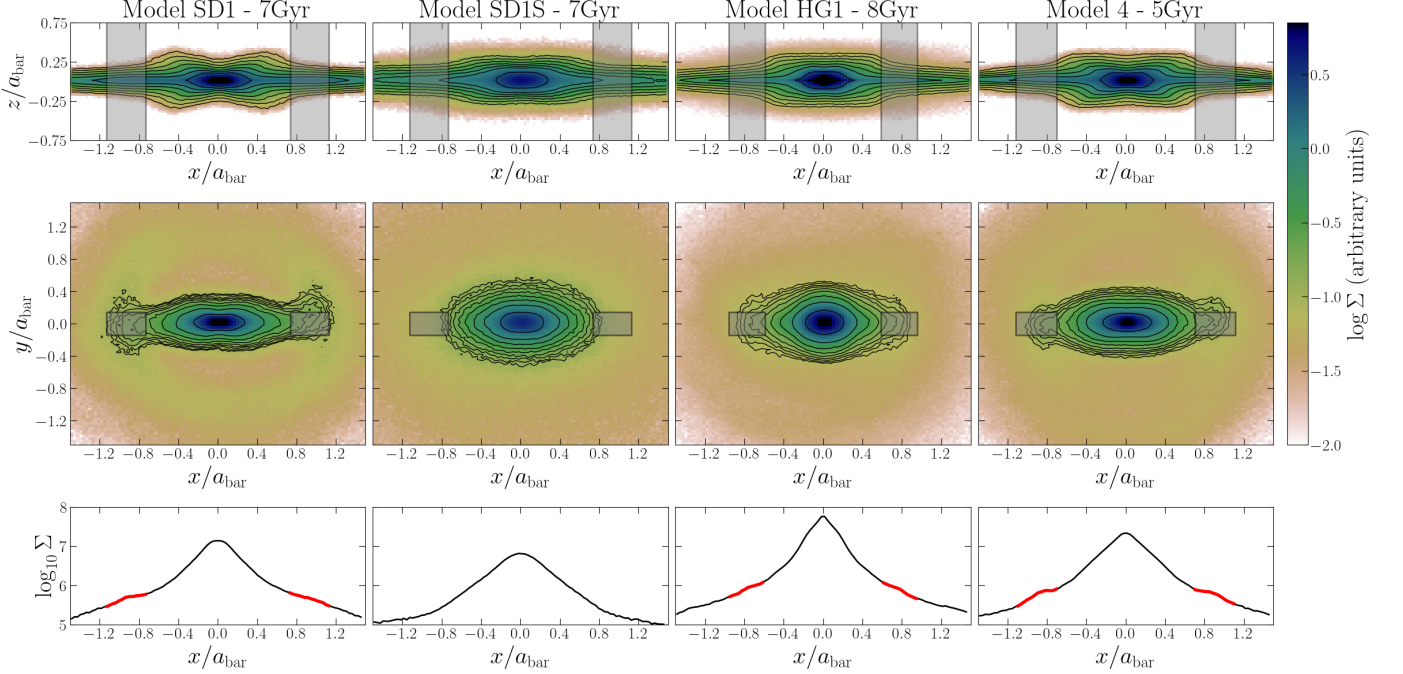 Model SD1 - 7Gyr Model SD1S - 7Gyr Model HG1 - 8Gyr Model 4 - 5Gyr
z/a_bar
0.75
0.25
−0.25
−0.75
−1.2 −0.8 −0.4 0.0 0.4 0.8 1.2
−1.2 −0.8 −0.4 0.0 0.4 0.8 1.2
−1.2 −0.8 −0.4 0.0 0.4 0.8 1.2
−1.2 −0.8 −0.4 0.0 0.4 0.8 1.2
x/a_bar x/a_bar x/a_bar x/a_bar
y/a_bar
1.2
0.8
0.4
0.0
−0.4
−0.8
−1.2
−1.2 −0.8 −0.4 0.0 0.4 0.8 1.2
−1.2 −0.8 −0.4 0.0 0.4 0.8 1.2
−1.2 −0.8 −0.4 0.0 0.4 0.8 1.2
−1.2 −0.8 −0.4 0.0 0.4 0.8 1.2
x/a_bar x/a_bar x/a_bar x/a_bar
0.5
0.0
−0.5
−1.0
−1.5
−2.0
log Σ (arbitrary units)
log₁₀ Σ
8
7
6
5
−1.2 −0.8 −0.4 0.0 0.4 0.8 1.2
−1.2 −0.8 −0.4 0.0 0.4 0.8 1.2
−1.2 −0.8 −0.4 0.0 0.4 0.8 1.2
−1.2 −0.8 −0.4 0.0 0.4 0.8 1.2
x/a_bar x/a_bar x/a_bar x/a_bar